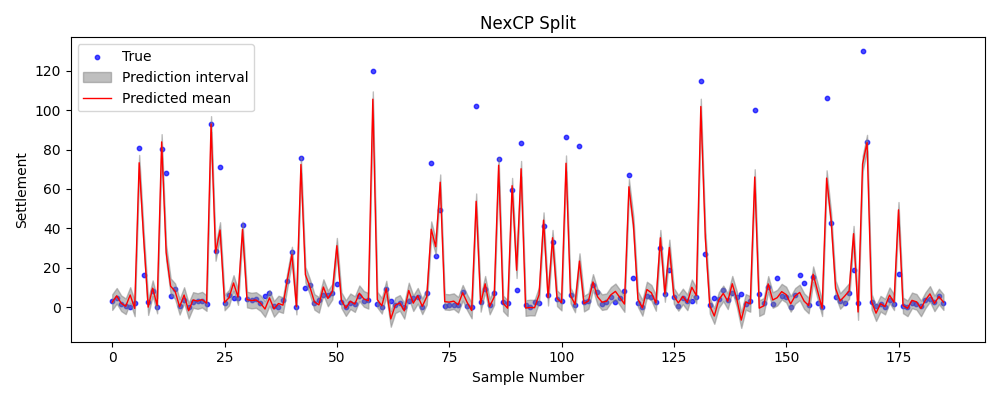 NexCP Split
True
Prediction interval
Predicted mean
Settlement
120
100
80
60
40
20
0
0 25 50 75 100 125 150 175
Sample Number